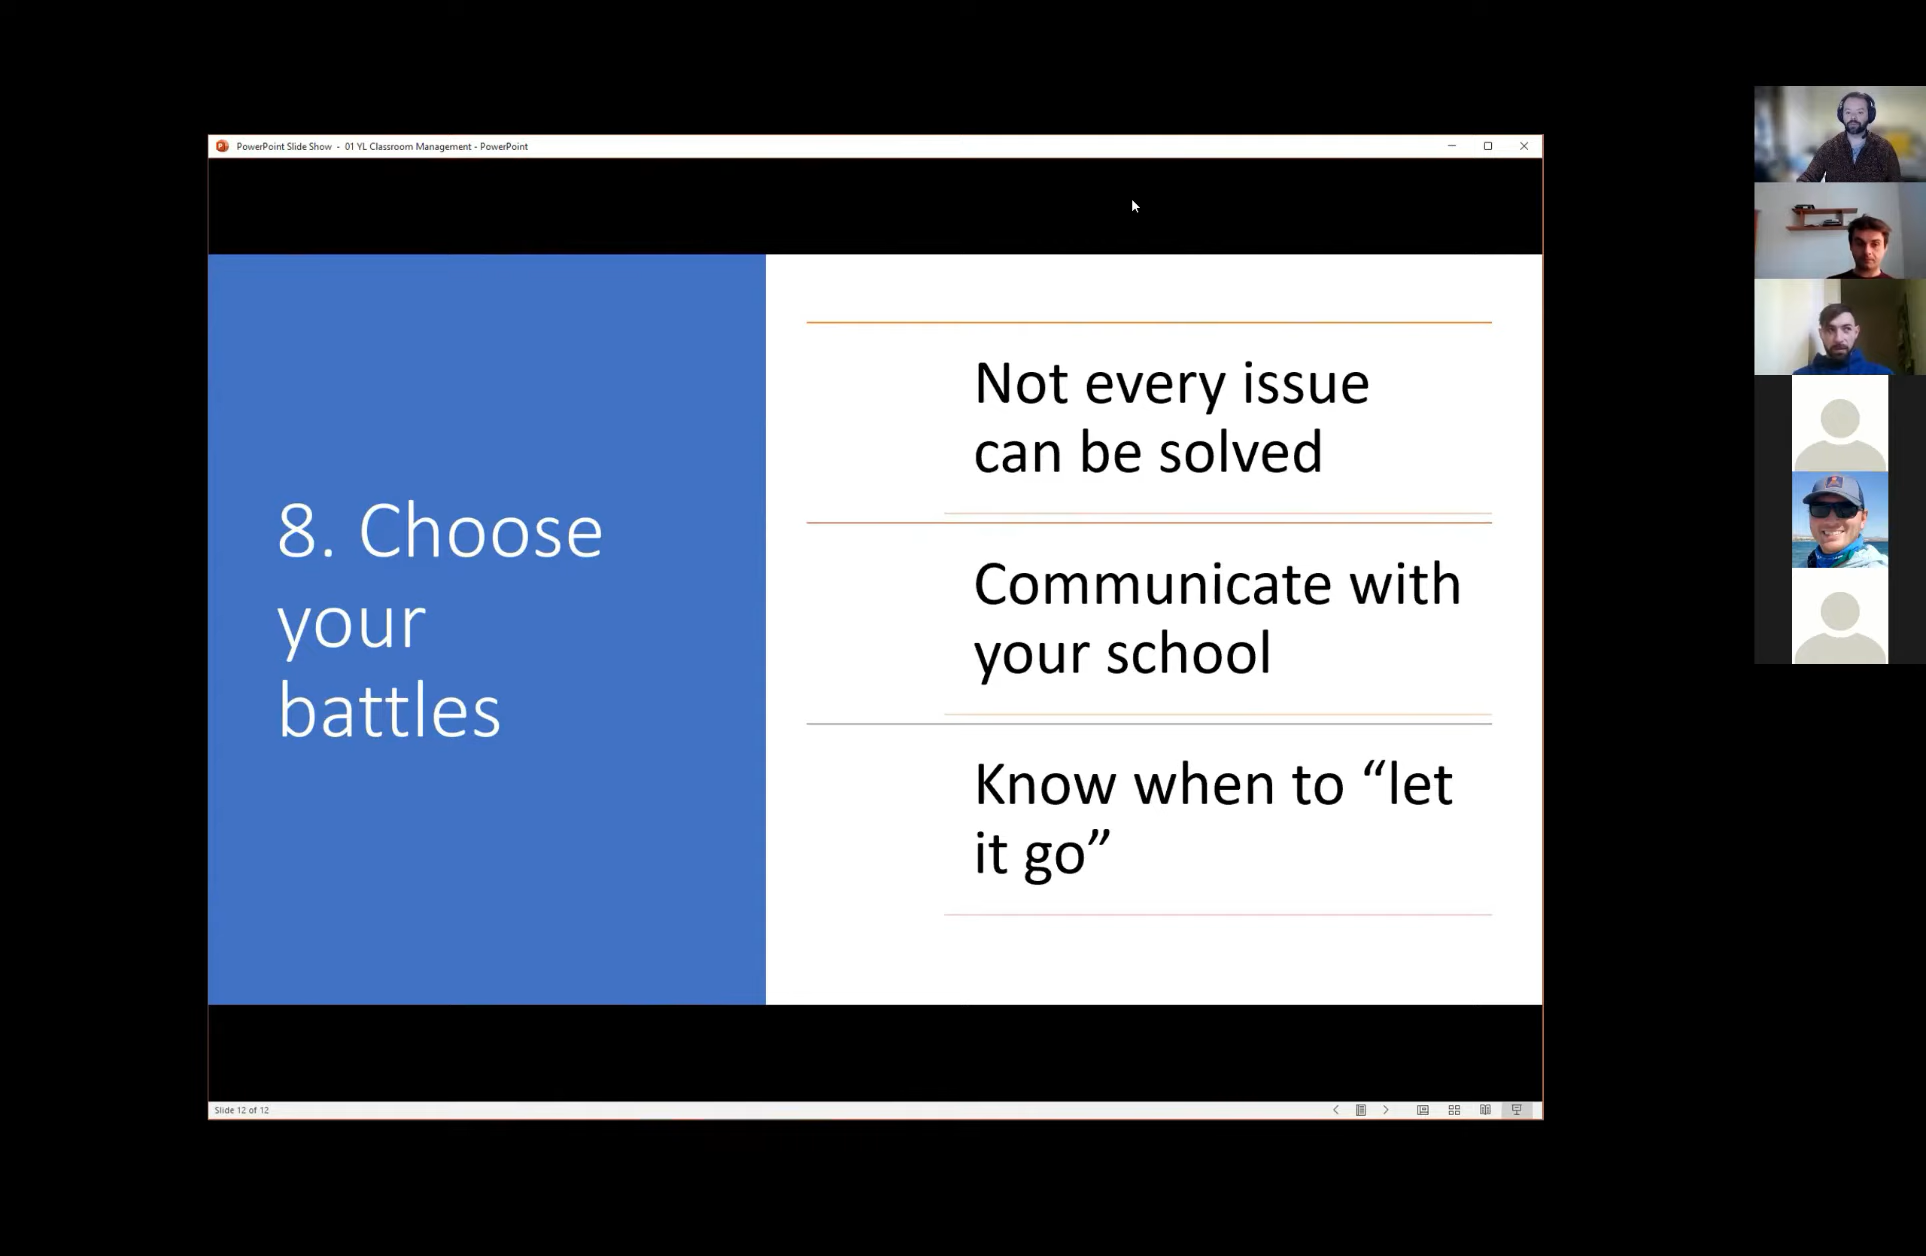 PowerPoint Slide Show - 01 YL Classroom Management - PowerPoint
8. Choose
your
battles
Not every issue
can be solved
Communicate with
your school
Know when to “let
it go”
Slide 12 of 12